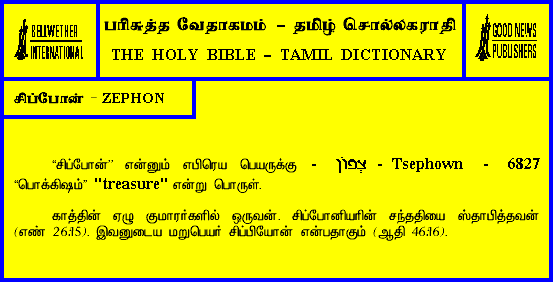 BELLWETHER
INTERNATIONAL
பரிசுத்த வேதாகமம் – தமிழ் சொல்லகராதி
THE HOLY BIBLE – TAMIL DICTIONARY
GOOD NEWS
PUBLISHERS
சிப்போன் – ZEPHON
“சிப்போன்” என்னும் எபிரெய பெயருக்கு - צְפוֹן - Tsephown - 6827
“பொக்கிஷம்” "treasure" என்று பொருள்.
காத்தின் ஏழு குமாரர்களில் ஒருவன். சிப்போனியரின் சந்ததியை ஸ்தாபித்தவன்
(எண் 26:15). இவனுடைய மறுபெயர் சிப்பியோன் என்பதாகும் (ஆதி 46:16).